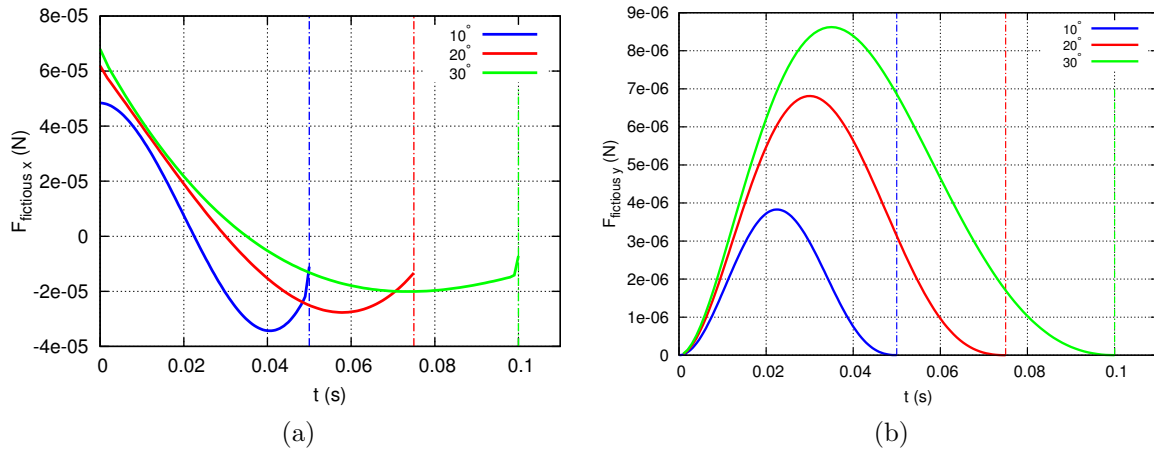 8e-05
6e-05
4e-05
2e-05
0
-2e-05
-4e-05
F fictious x (N)
10°
20°
30°
0
0.02
0.04
0.06
0.08
0.1
t (s)
(a)
9e-06
8e-06
7e-06
6e-06
5e-06
4e-06
3e-06
2e-06
1e-06
0
F fictious y (N)
10°
20°
30°
0
0.02
0.04
0.06
0.08
0.1
t (s)
(b)